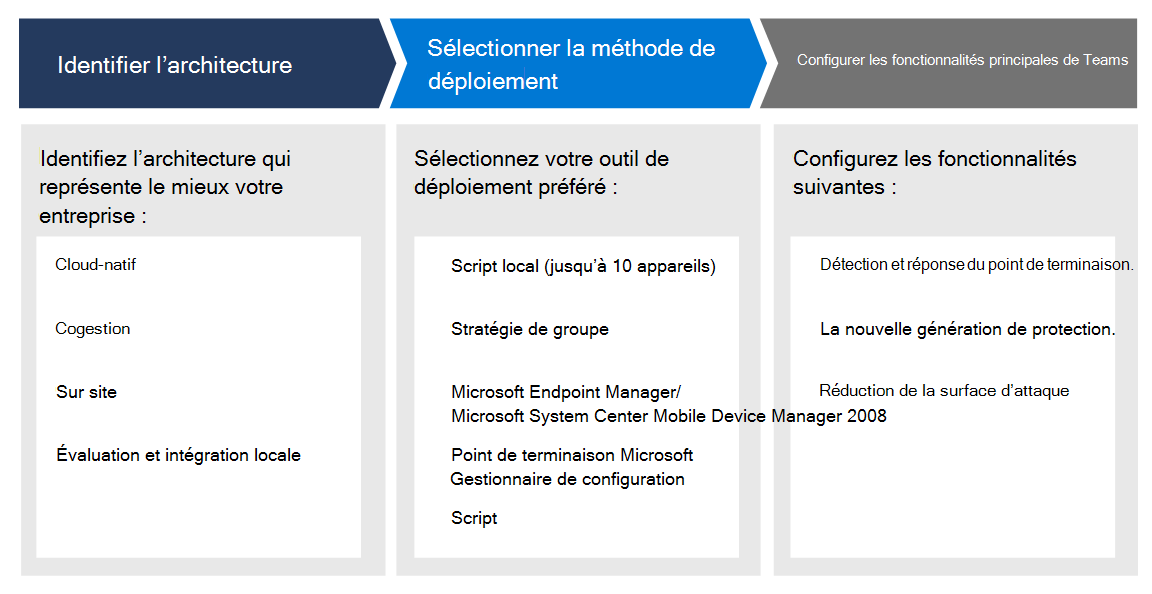 Identifier l’architecture
Sélectionner la méthode de
déploiement
Configurer les fonctionnalités principales de Teams
Identifiez l’architecture qui
représente le mieux votre
entreprise :
Cloud-natif
Cogestion
Sur site
Évaluation et intégration locale
Sélectionnez votre outil de
déploiement préféré :
Script local (jusqu’à 10 appareils)
Stratégie de groupe
Microsoft Endpoint Manager/
Microsoft System Center Mobile Device Manager 2008
Point de terminaison Microsoft
Gestionnaire de configuration
Script
Configurez les fonctionnalités
suivantes :
Détection et réponse du point de terminaison.
La nouvelle génération de protection.
Réduction de la surface d’attaque